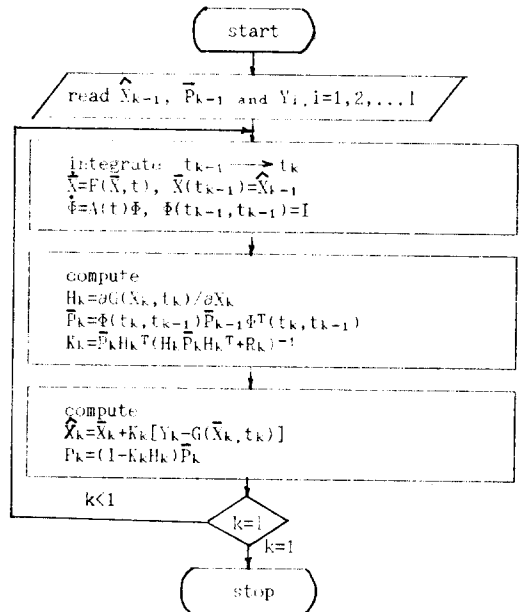 start
read X̂ₖ₋₁, P̄ₖ₋₁ and Yᵢ, i=1,2,...l
integrate tₖ₋₁ → tₖ
Ẋ̄=F(X̄,t), X̄(tₖ₋₁)=X̂ₖ₋₁
Φ̇=A(t)Φ, Φ(tₖ₋₁,tₖ₋₁)=I
compute
Hₖ=∂G(Xₖ,tₖ)/∂Xₖ
P̄ₖ=Φ(tₖ,tₖ₋₁)P̄ₖ₋₁Φᵀ(tₖ,tₖ₋₁)
Kₖ=P̄ₖHₖᵀ(HₖP̄ₖHₖᵀ+Rₖ)⁻¹
compute
X̂ₖ=X̄ₖ+Kₖ[Yₖ-G(X̄ₖ,tₖ)]
Pₖ=(I-KₖHₖ)P̄ₖ
k<l
k=l
k=l
stop